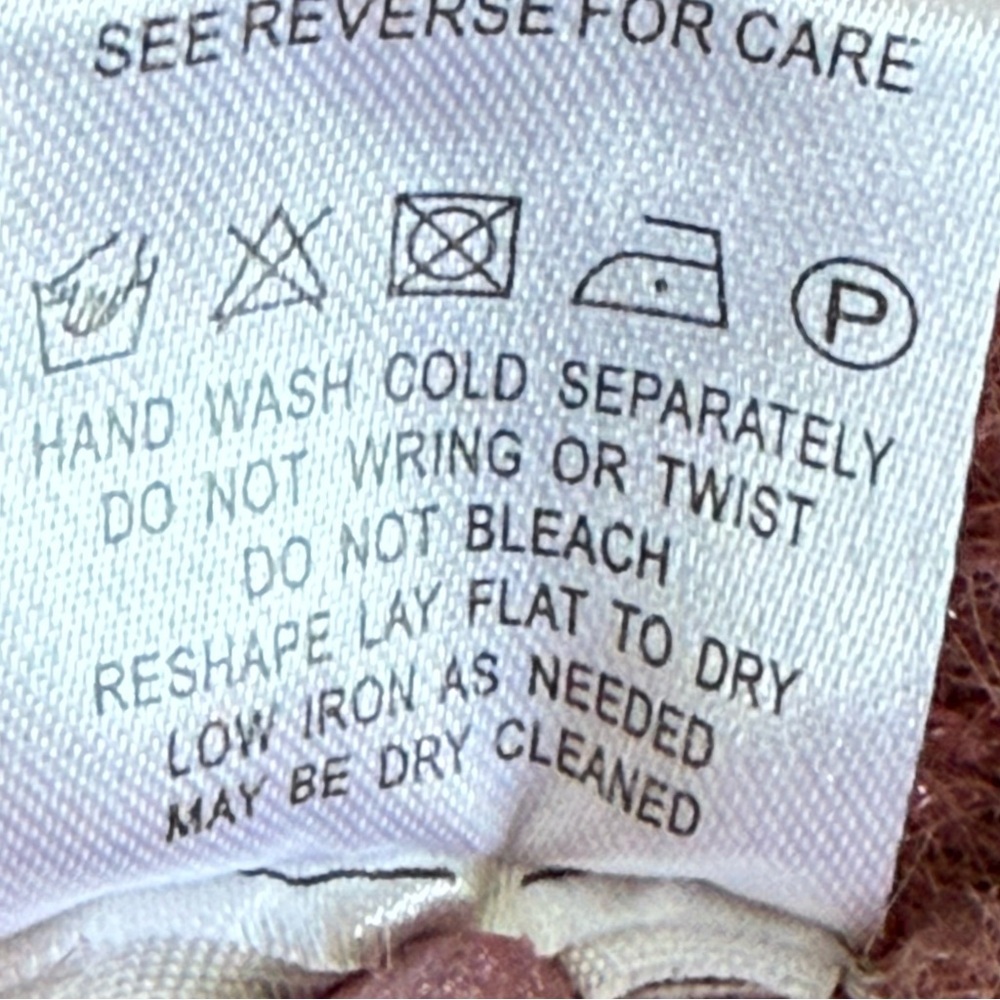 SEE REVERSE FOR CARE
P
HAND WASH COLD SEPARATELY
DO NOT WRING OR TWIST
DO NOT BLEACH
RESHAPE LAY FLAT TO DRY
LOW IRON AS NEEDED
MAY BE DRY CLEANED